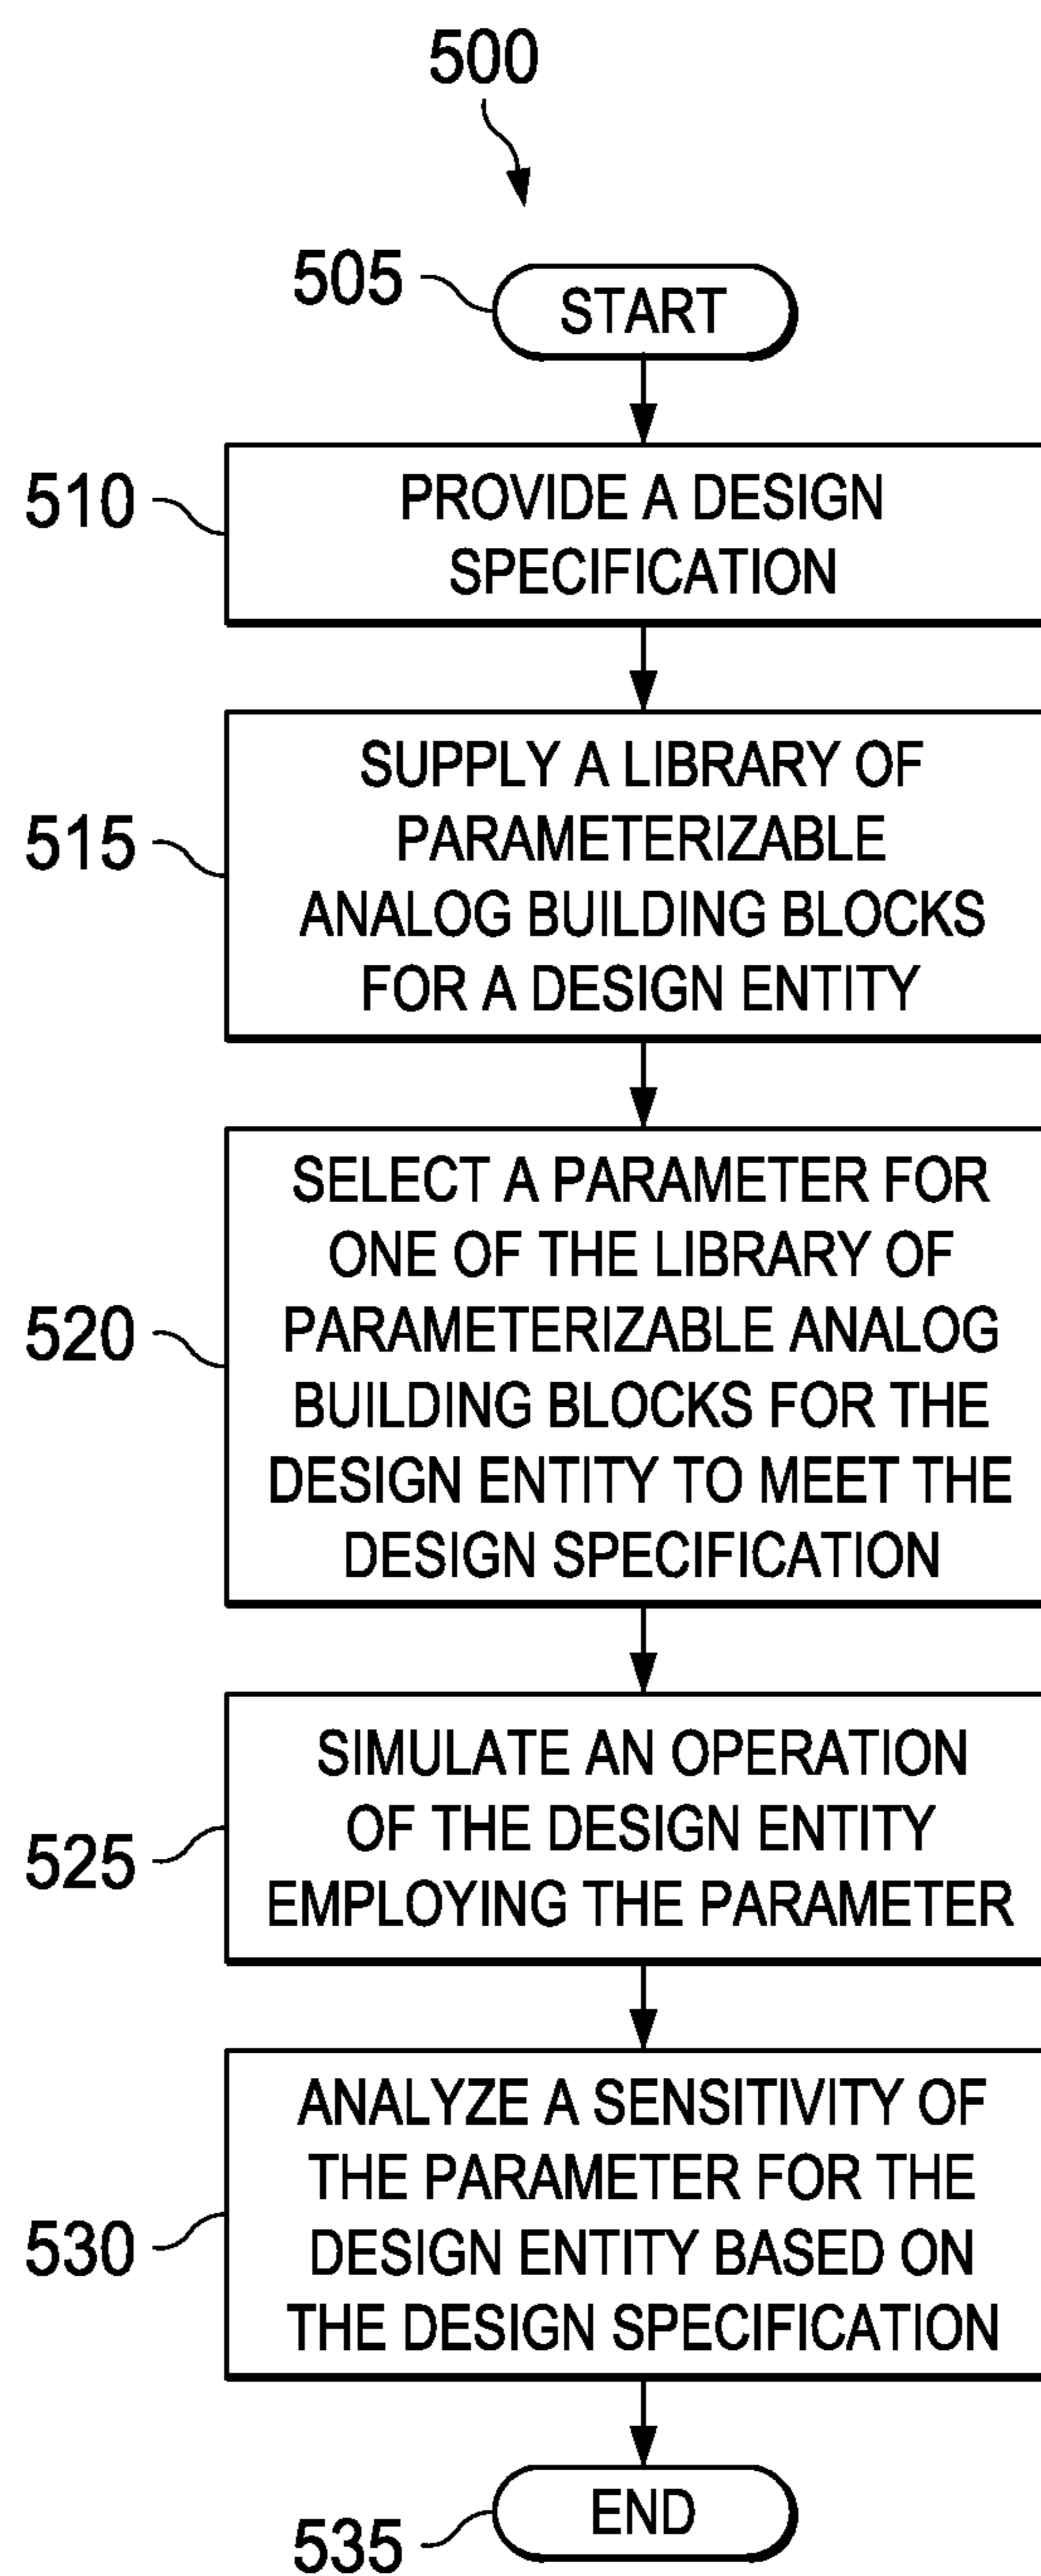 500
505
START
510
PROVIDE A DESIGN
SPECIFICATION
515
SUPPLY A LIBRARY OF
PARAMETERIZABLE
ANALOG BUILDING BLOCKS
FOR A DESIGN ENTITY
520
SELECT A PARAMETER FOR
ONE OF THE LIBRARY OF
PARAMETERIZABLE ANALOG
BUILDING BLOCKS FOR THE
DESIGN ENTITY TO MEET THE
DESIGN SPECIFICATION
525
SIMULATE AN OPERATION
OF THE DESIGN ENTITY
EMPLOYING THE PARAMETER
530
ANALYZE A SENSITIVITY OF
THE PARAMETER FOR THE
DESIGN ENTITY BASED ON
THE DESIGN SPECIFICATION
535
END